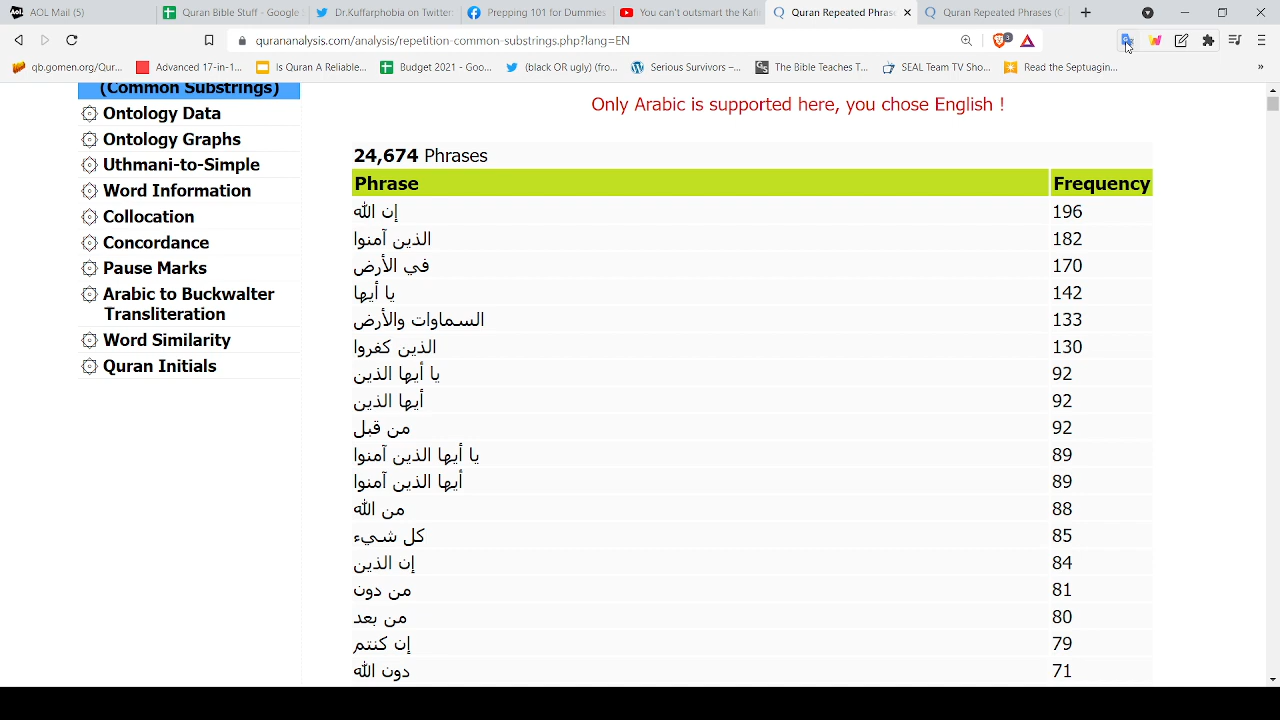 AOL Mail (5)
Quran Bible Stuff - Google
Dr.Kuffarphobia on Twitter:
Prepping 101 for Dummies
You can't outsmart the Kafi
Quran Repeated Phrase
Quran Repeated Phrases (C
qurananalysis.com/analysis/repetition-common-substrings.php?lang=EN
3
qb.gomen.org/Qur...
Advanced 17-in-1...
Is Quran A Reliable...
Budget 2021 - Goo...
(black OR ugly) (fro...
Serious Survivors –...
The Bible Teaches T...
SEAL Team TV Sho...
Read the Septuagin...
»
(Common Substrings)
Ontology Data
Ontology Graphs
Uthmani-to-Simple
Word Information
Collocation
Concordance
Pause Marks
Arabic to Buckwalter
Transliteration
Word Similarity
Quran Initials
Only Arabic is supported here, you chose English !
24,674 Phrases
Phrase Frequency
إن الله 196
الذين آمنوا 182
في الأرض 170
يا أيها 142
السماوات والأرض 133
الذين كفروا 130
يا أيها الذين 92
أيها الذين 92
من قبل 92
يا أيها الذين آمنوا 89
أيها الذين آمنوا 89
من الله 88
كل شيء 85
إن الذين 84
من دون 81
من بعد 80
إن كنتم 79
دون الله 71